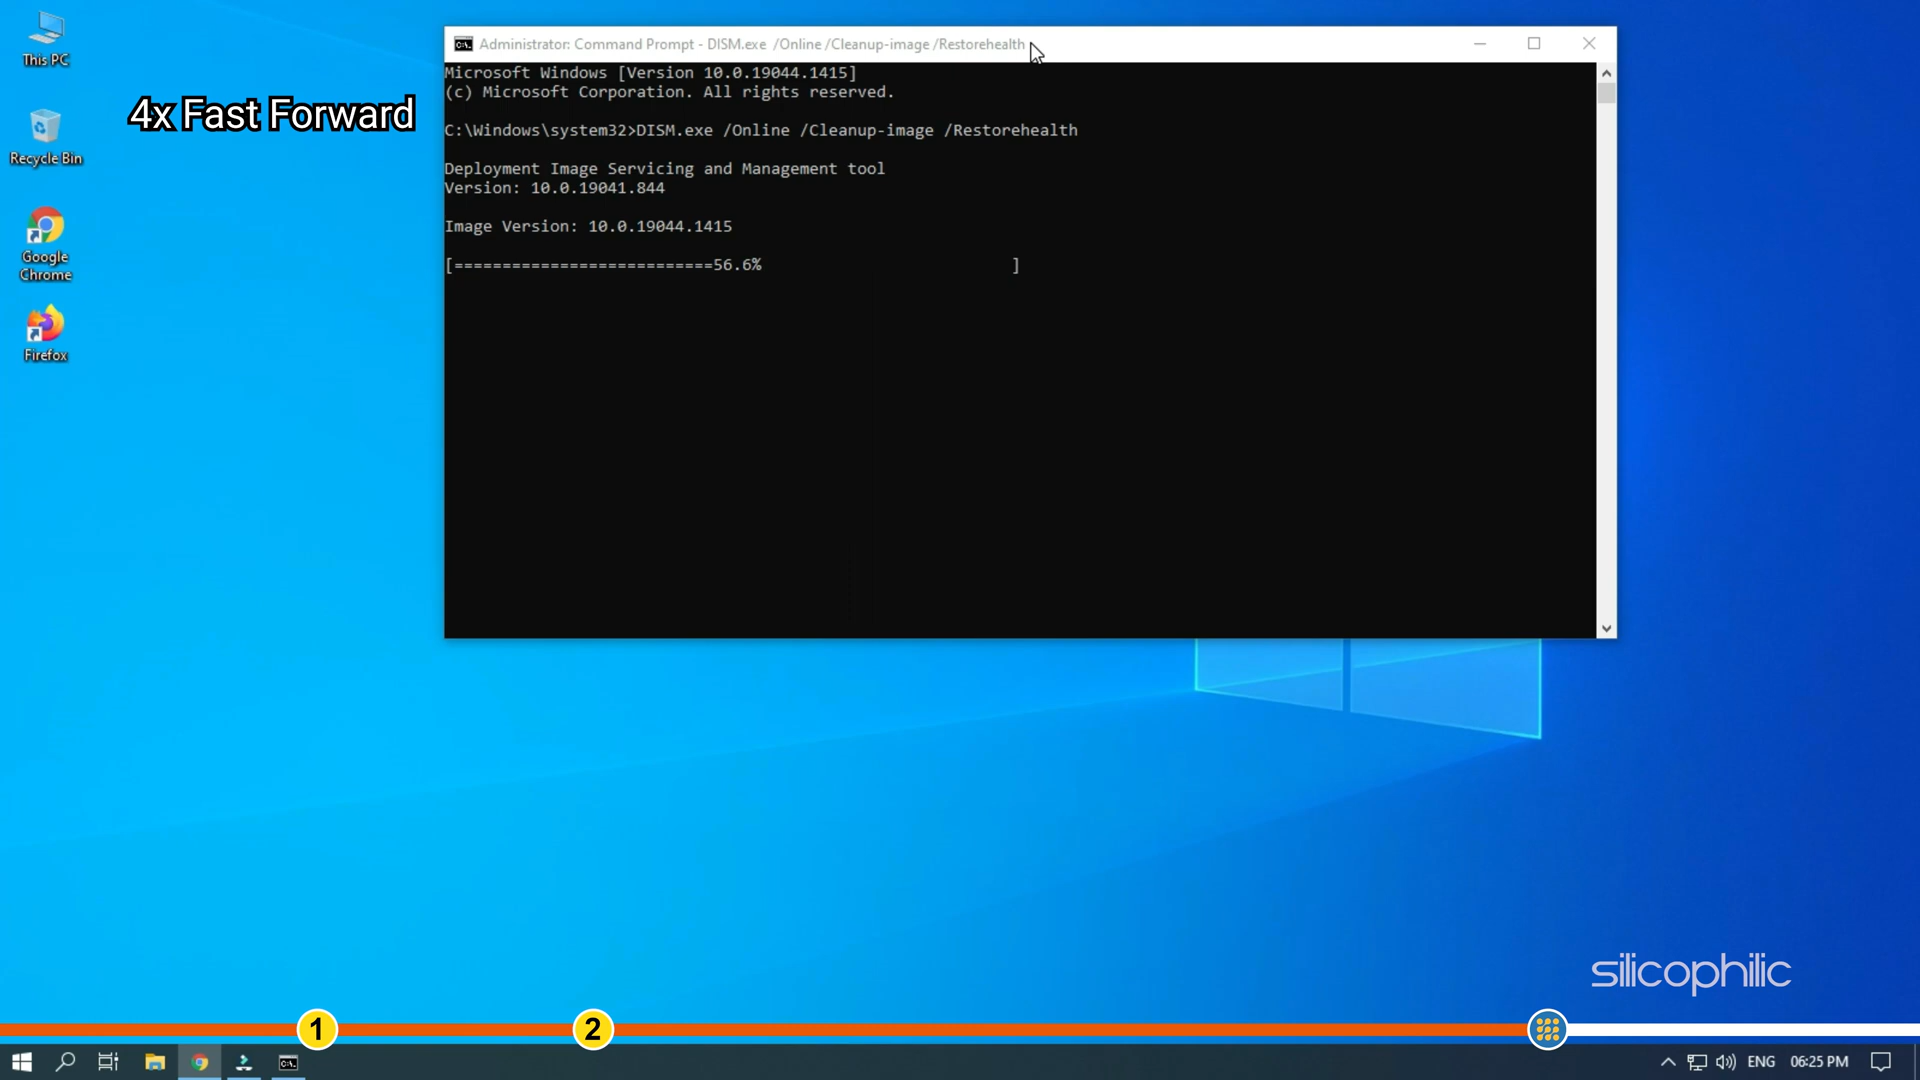 This PC
Recycle Bin
Google
Chrome
Firefox
4x Fast Forward
Administrator: Command Prompt - DISM.exe /Online /Cleanup-image /Restorehealth
Microsoft Windows [Version 10.0.19044.1415]
(c) Microsoft Corporation. All rights reserved.
C:\Windows\system32>DISM.exe /Online /Cleanup-image /Restorehealth
Deployment Image Servicing and Management tool
Version: 10.0.19041.844
Image Version: 10.0.19044.1415
[===========================56.6%                          ]
silicophilic
1
2
ENG
06:25 PM